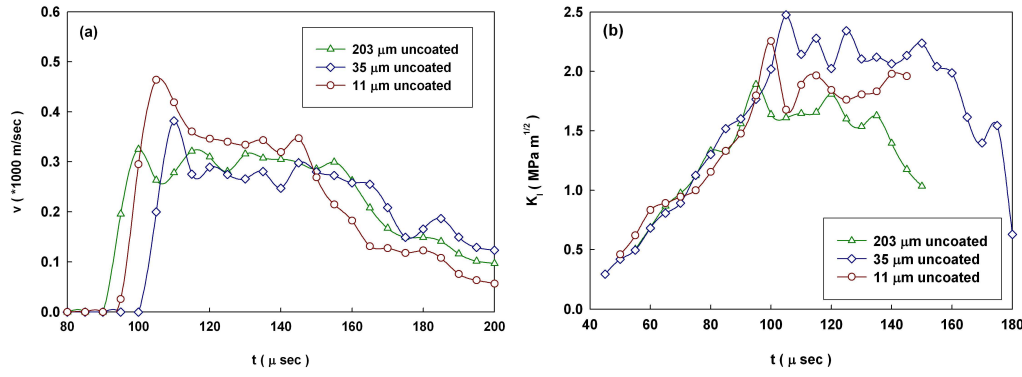 (a)
203 μm uncoated
35 μm uncoated
11 μm uncoated
v ( *1000 m/sec )
0.6
0.5
0.4
0.3
0.2
0.1
0.0
80 100 120 140 160 180 200
t ( μ sec )
(b)
K_I ( MPa m^1/2 )
2.5
2.0
1.5
1.0
0.5
0.0
203 μm uncoated
35 μm uncoated
11 μm uncoated
40 60 80 100 120 140 160 180
t ( μ sec )